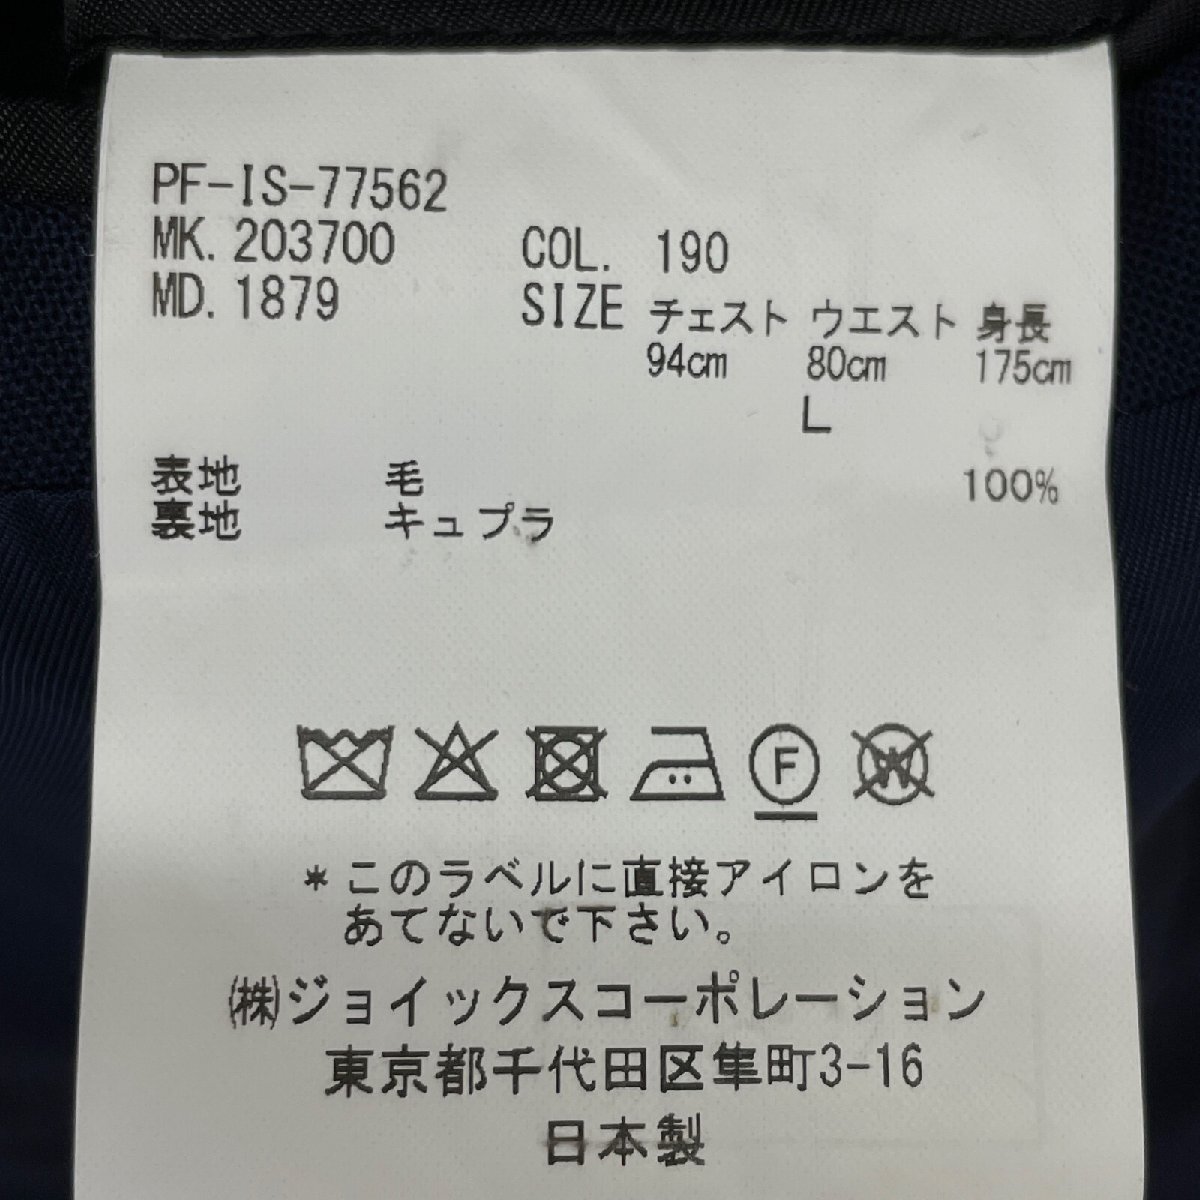 PF-IS-77562
MK. 203700 COL. 190
MD. 1879 SIZE チェスト ウエスト 身長
94cm 80cm 175cm
L
表地 毛 100%
裏地 キュプラ
F
W
*このラベルに直接アイロンを
あてないで下さい。
㈱ジョイックスコーポレーション
東京都千代田区隼町3-16
日本製